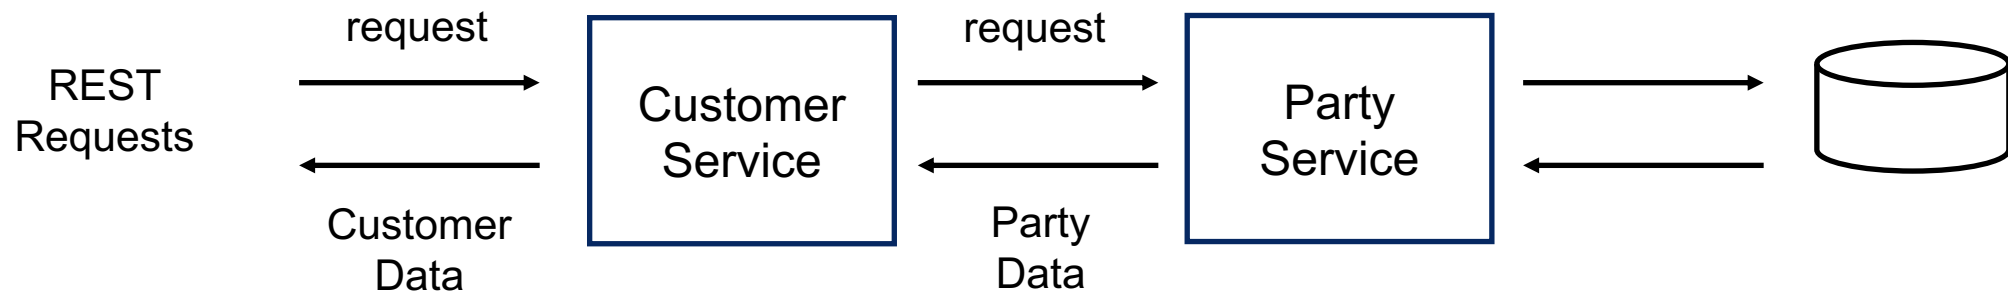 REST
Requests
request
Customer
Data
Customer
Service
request
Party
Data
Party
Service